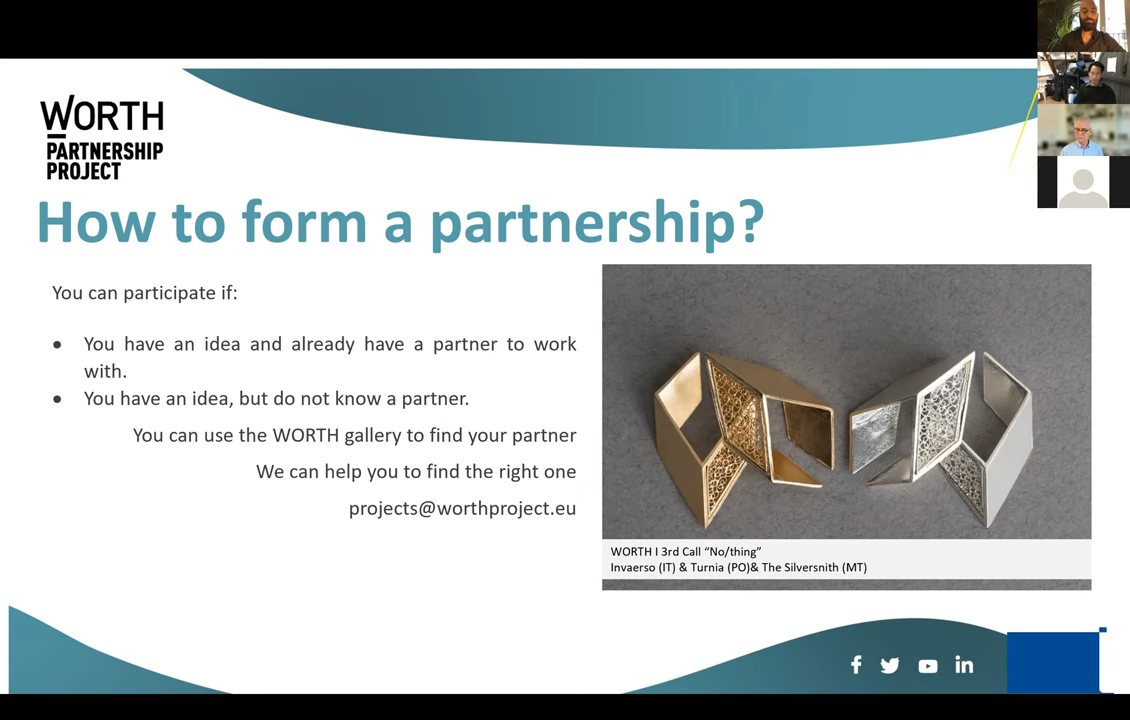 WORTH
PARTNERSHIP
PROJECT
How to form a partnership?
You can participate if:
● You have an idea and already have a partner to work
with.
● You have an idea, but do not know a partner.
You can use the WORTH gallery to find your partner
We can help you to find the right one
projects@worthproject.eu
WORTH I 3rd Call “No/thing”
Invaerso (IT) & Turnia (PO)& The Silversnith (MT)